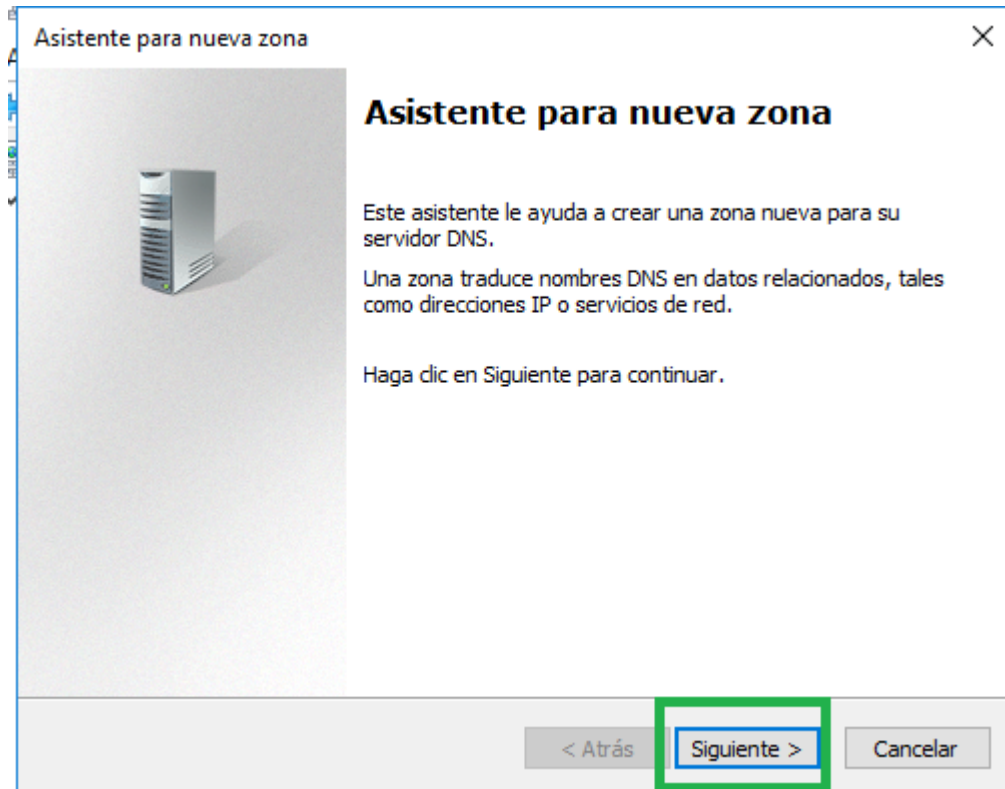 Asistente para nueva zona
Asistente para nueva zona
Este asistente le ayuda a crear una zona nueva para su
servidor DNS.
Una zona traduce nombres DNS en datos relacionados, tales
como direcciones IP o servicios de red.
Haga clic en Siguiente para continuar.
< Atrás
Siguiente >
Cancelar